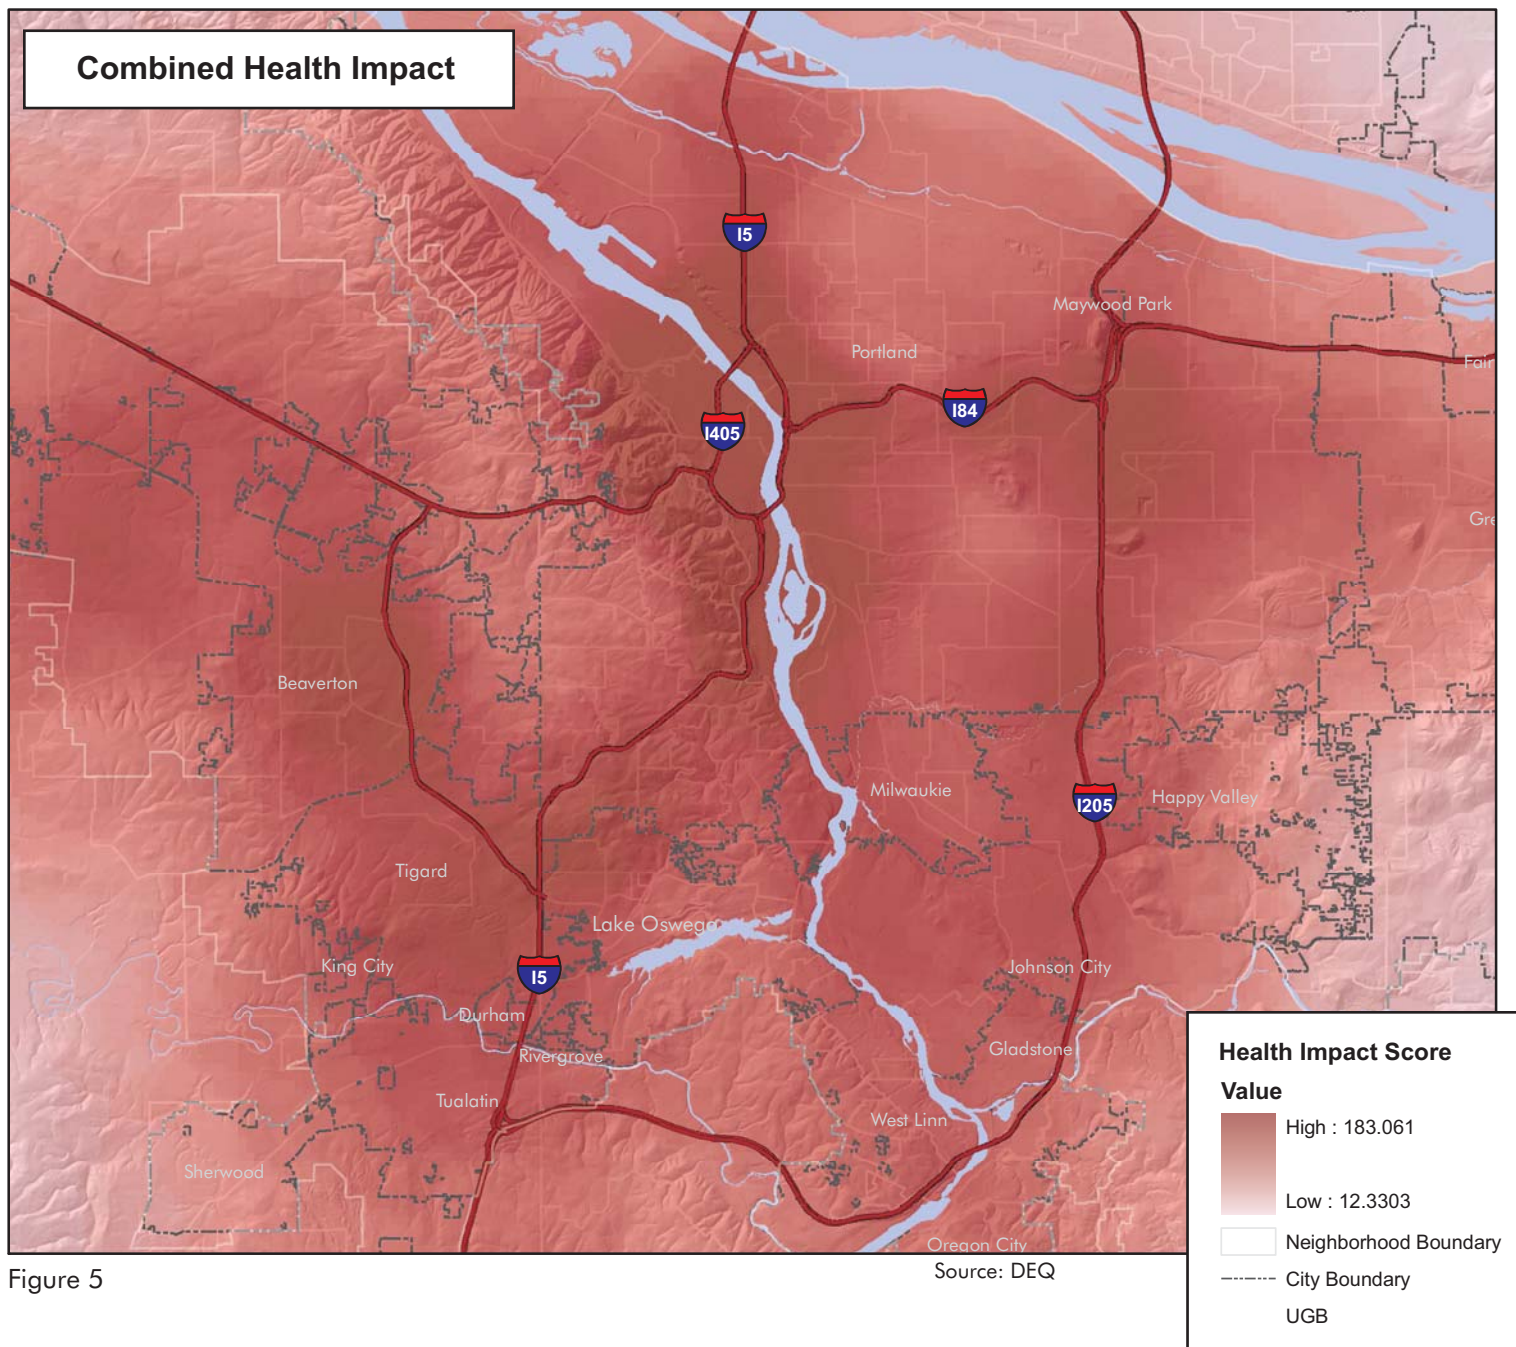 Combined Health Impact
I5
Maywood Park
Portland
Fair
I84
I405
Gre
Beaverton
Milwaukie
Happy Valley
I205
Tigard
Lake Oswego
King City
Johnson City
I5
Durham
Rivergrove
Gladstone
Tualatin
West Linn
Sherwood
Oregon City
Health Impact Score
Value
High : 183.061
Low : 12.3303
Neighborhood Boundary
City Boundary
UGB
Figure 5
Source: DEQ